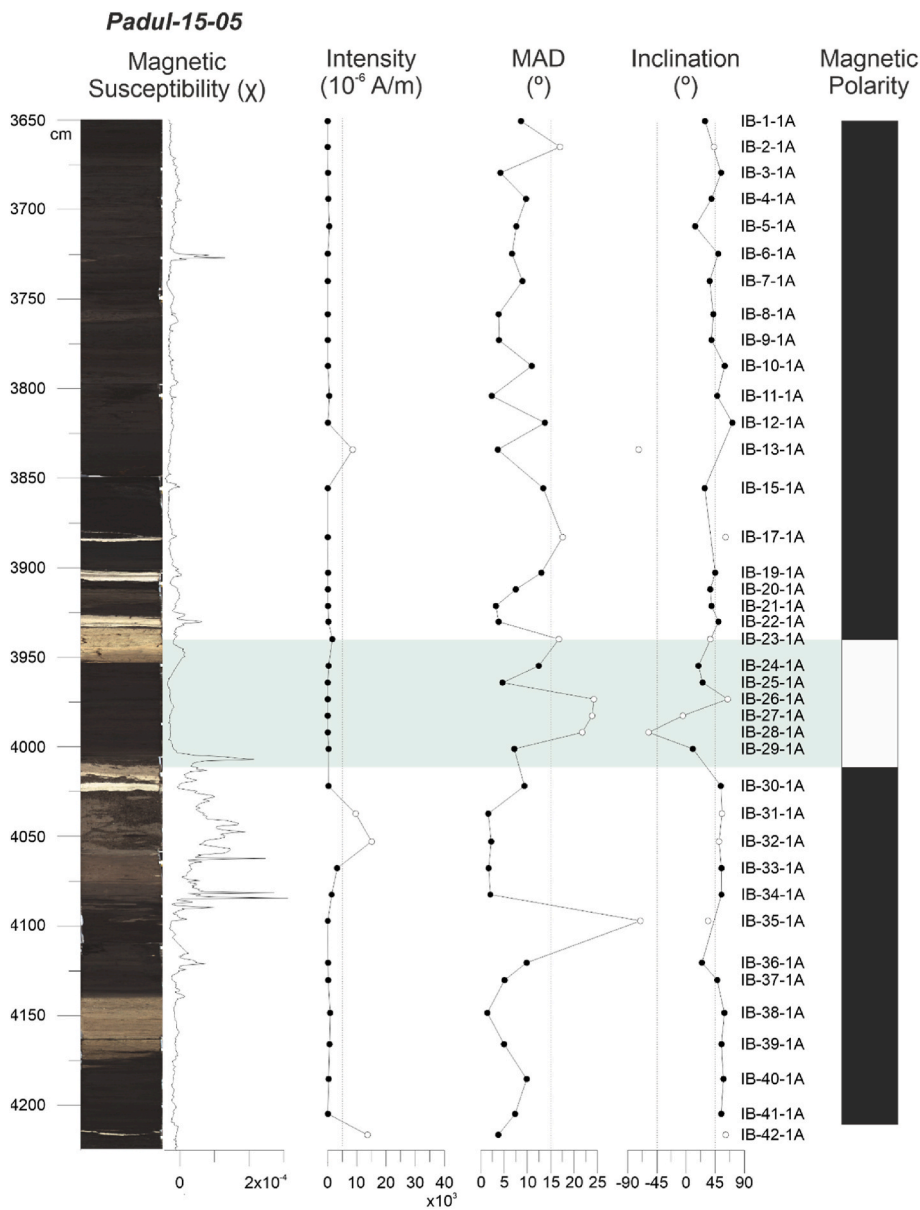 Padul-15-05
Magnetic
Susceptibility (χ)
Intensity
(10-6 A/m)
MAD
(º)
Inclination
(º)
Magnetic
Polarity
3650
cm
3700
3750
3800
3850
3900
3950
4000
4050
4100
4150
4200
IB-1-1A
IB-2-1A
IB-3-1A
IB-4-1A
IB-5-1A
IB-6-1A
IB-7-1A
IB-8-1A
IB-9-1A
IB-10-1A
IB-11-1A
IB-12-1A
IB-13-1A
IB-15-1A
IB-17-1A
IB-19-1A
IB-20-1A
IB-21-1A
IB-22-1A
IB-23-1A
IB-24-1A
IB-25-1A
IB-26-1A
IB-27-1A
IB-28-1A
IB-29-1A
IB-30-1A
IB-31-1A
IB-32-1A
IB-33-1A
IB-34-1A
IB-35-1A
IB-36-1A
IB-37-1A
IB-38-1A
IB-39-1A
IB-40-1A
IB-41-1A
IB-42-1A
0 2x10-4
0 10 20 30 40
x103
0 5 10 15 20 25
-90 -45 0 45 90